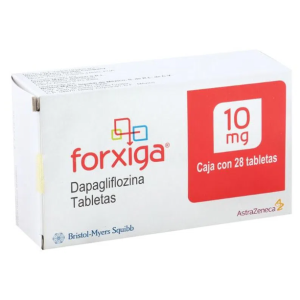 forxiga®
Dapagliflozina
Tabletas
10
mg
Caja con 28 tabletas
Bristol-Myers Squibb
AstraZeneca